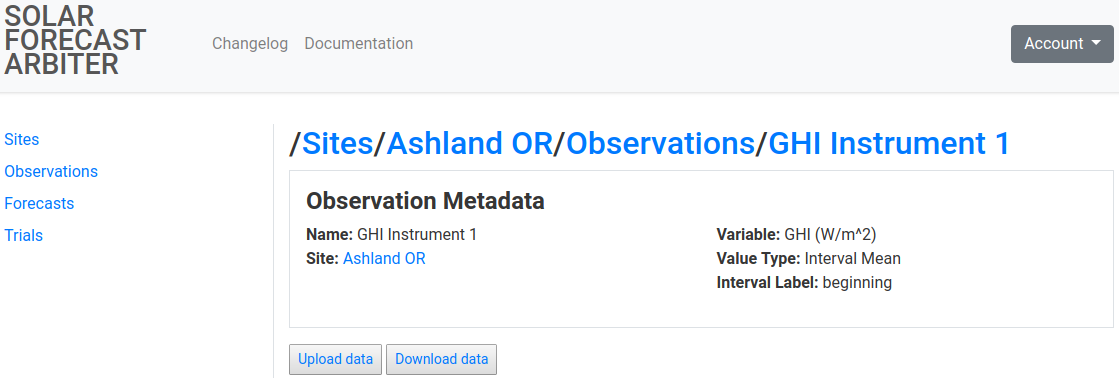 SOLAR
FORECAST
ARBITER
Changelog Documentation
Account
Sites
Observations
Forecasts
Trials
/Sites/Ashland OR/Observations/GHI Instrument 1
Observation Metadata
Name: GHI Instrument 1
Site: Ashland OR
Variable: GHI (W/m^2)
Value Type: Interval Mean
Interval Label: beginning
Upload data Download data